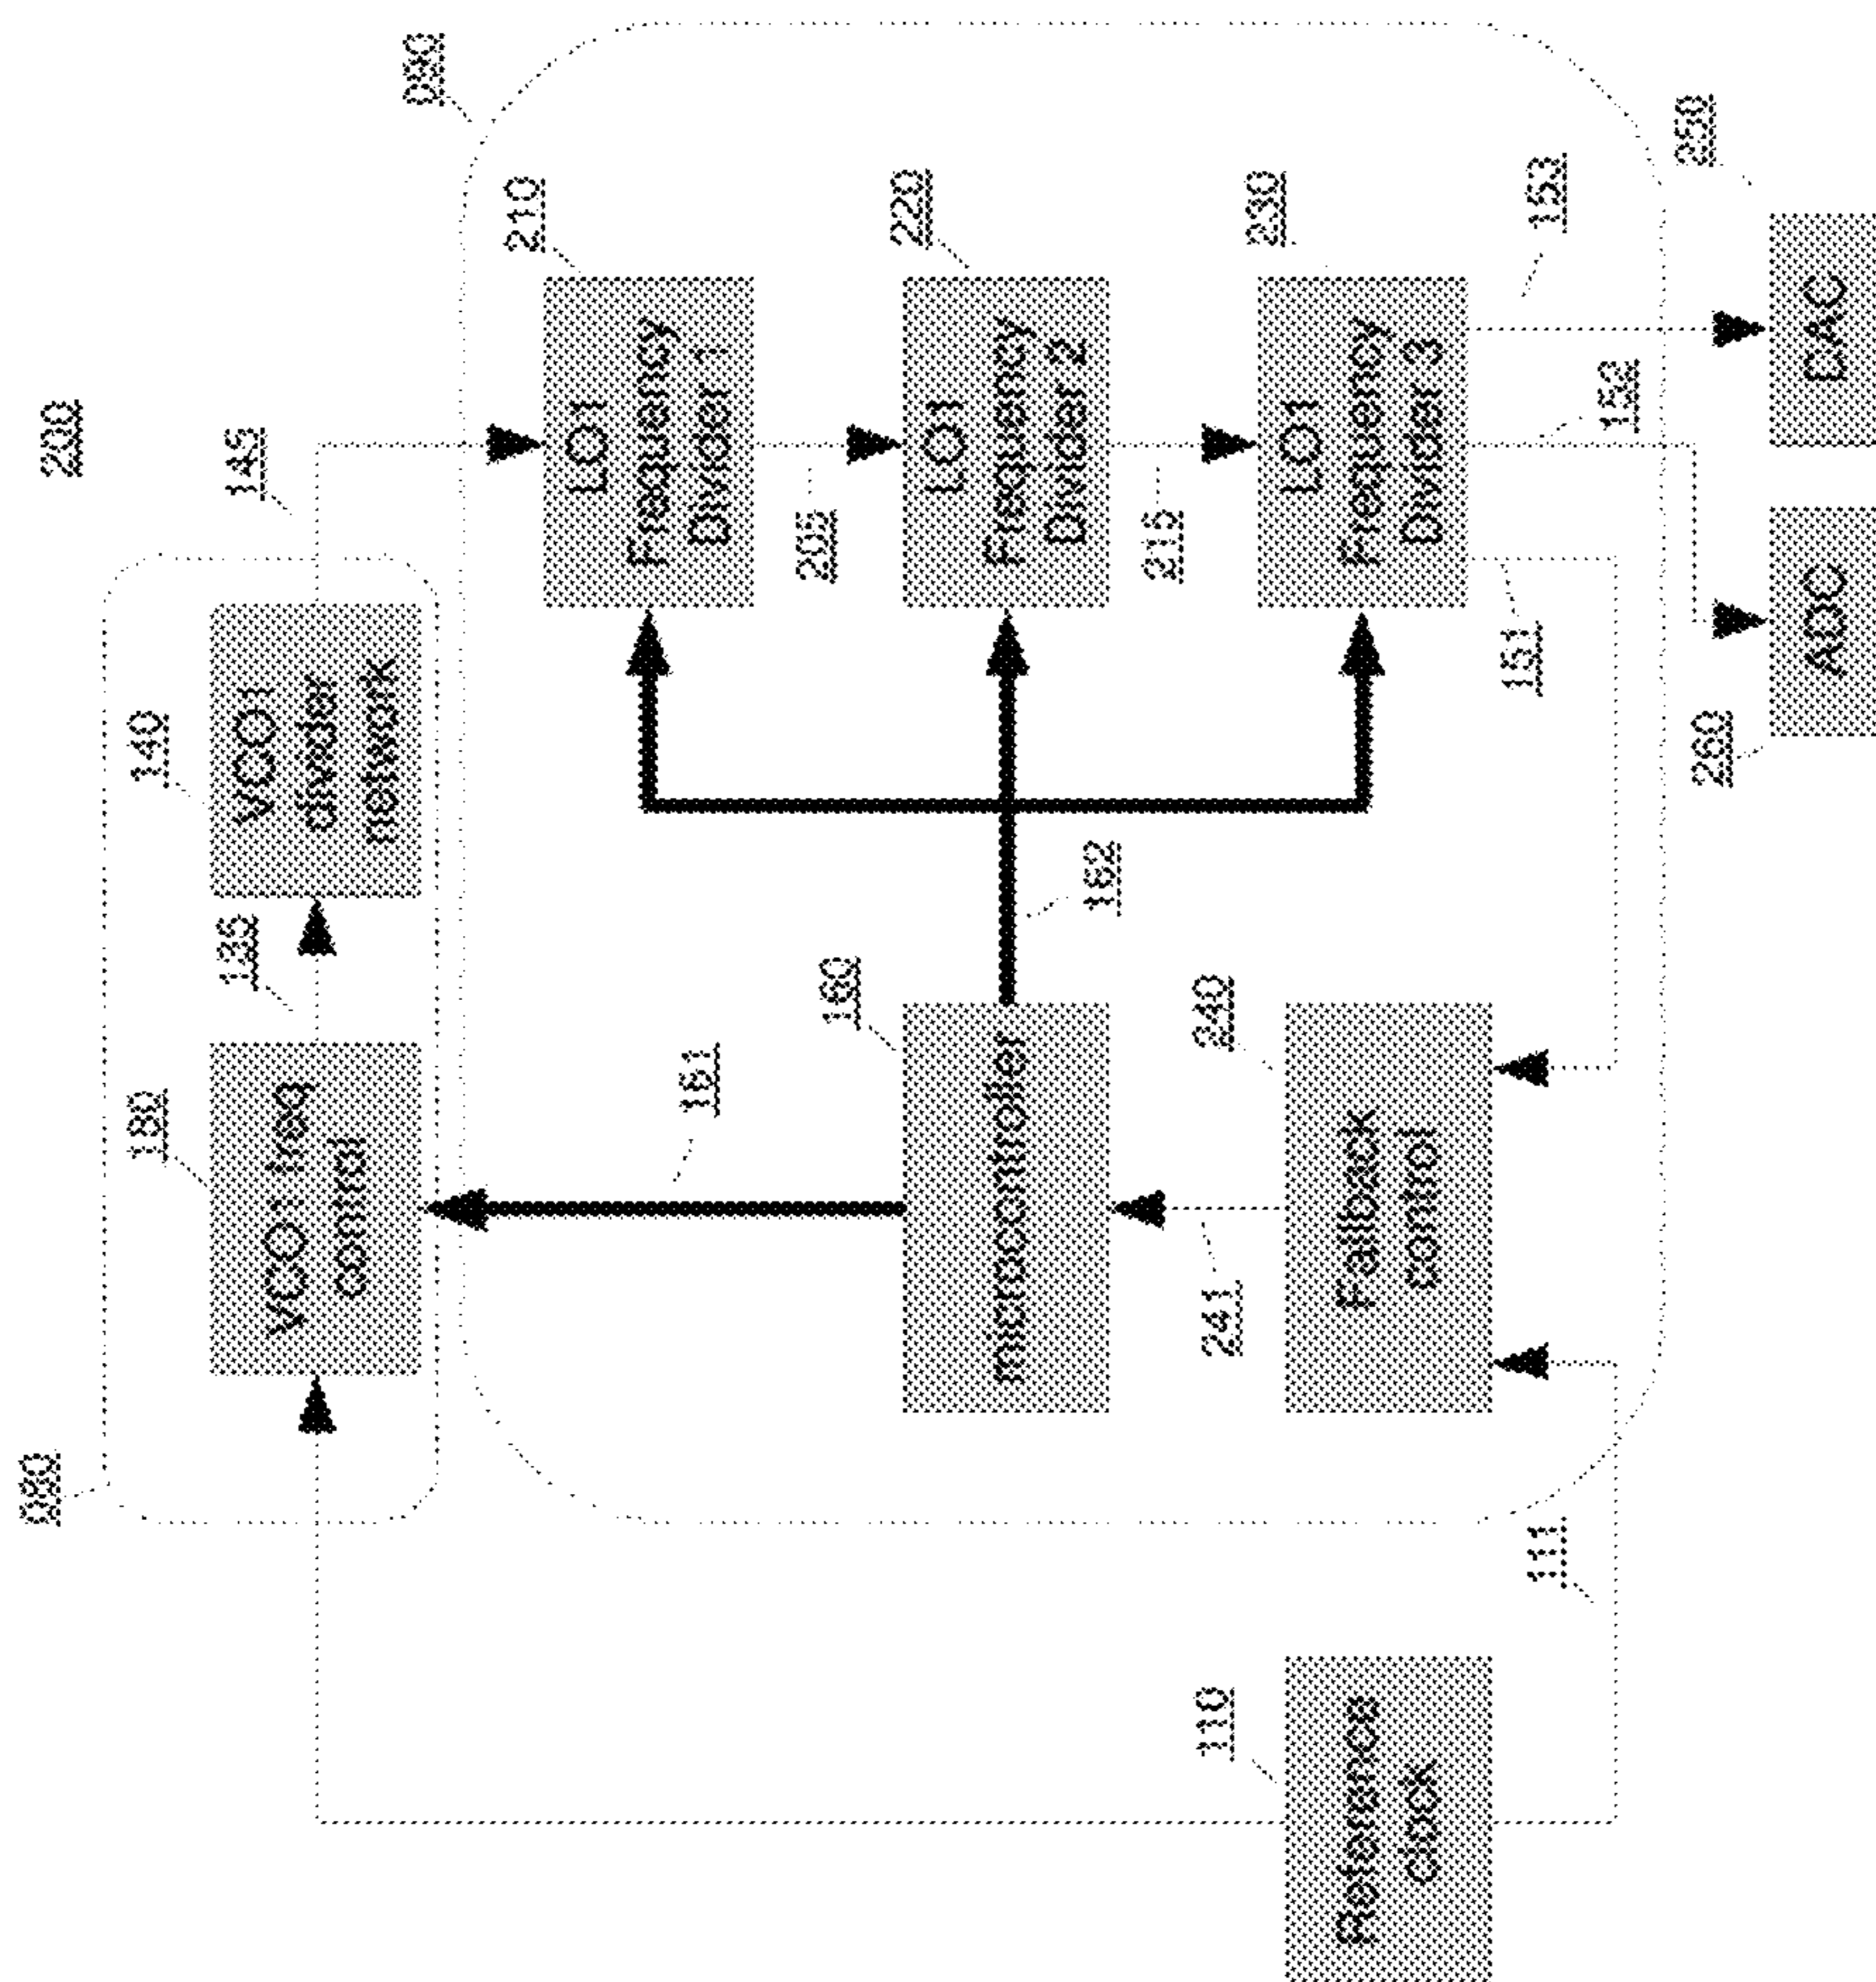 080
200
180
140
VCO1 freq
control
VCO1
divider
network
135
145
090
210
LO1
Frequency
Divider 1
161
160
205
220
microcontroller
LO1
Frequency
Divider 2
162
241
215
110
240
230
Reference
clock
Fallback
control
LO1
Frequency
Divider 3
111
151
152
153
260
250
ADC
DAC